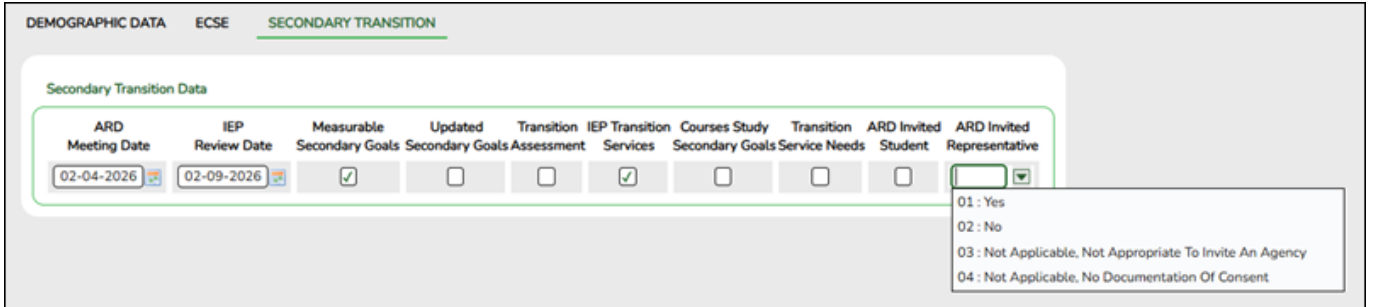 DEMOGRAPHIC DATA ECSE SECONDARY TRANSITION
Secondary Transition Data
ARD IEP Measurable Updated Transition IEP Transition Courses Study Transition ARD Invited ARD Invited
Meeting Date Review Date Secondary Goals Secondary Goals Assessment Services Secondary Goals Service Needs Student Representative
02-04-2026 02-09-2026
01 : Yes
02 : No
03 : Not Applicable, Not Appropriate To Invite An Agency
04 : Not Applicable, No Documentation Of Consent